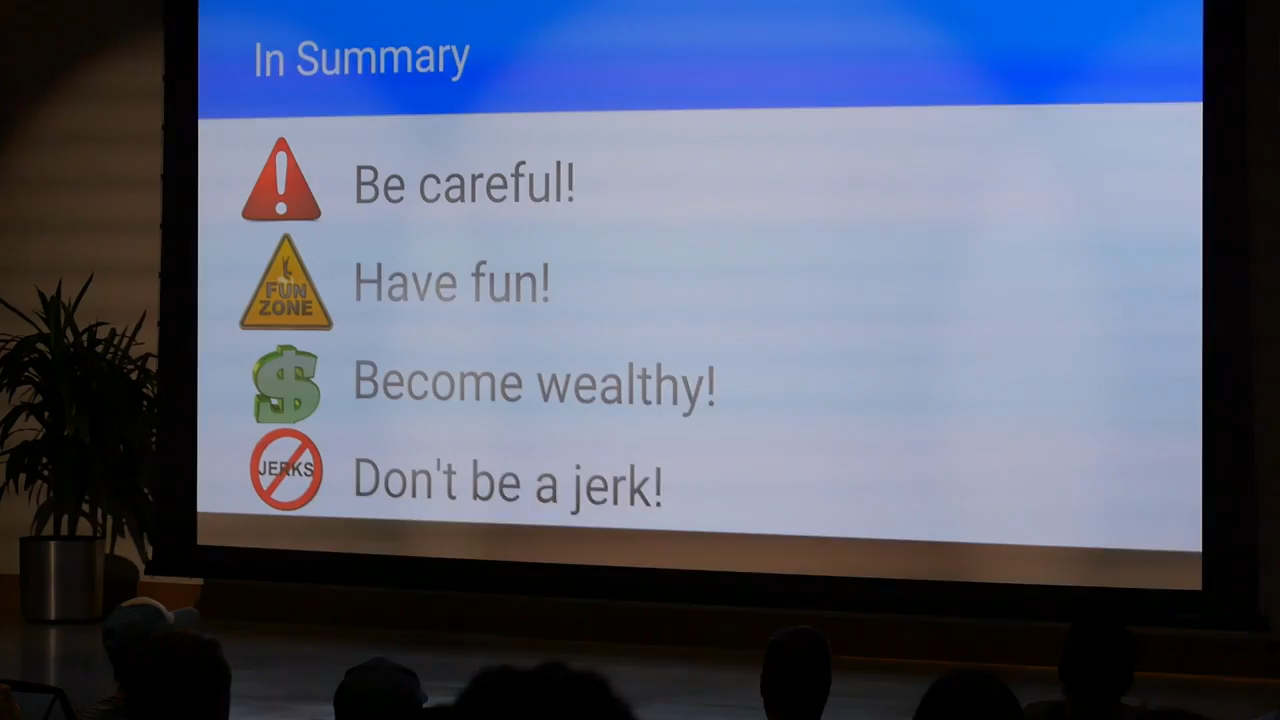 In Summary
Be careful!
FUN
ZONE
Have fun!
Become wealthy!
JERKS
Don't be a jerk!